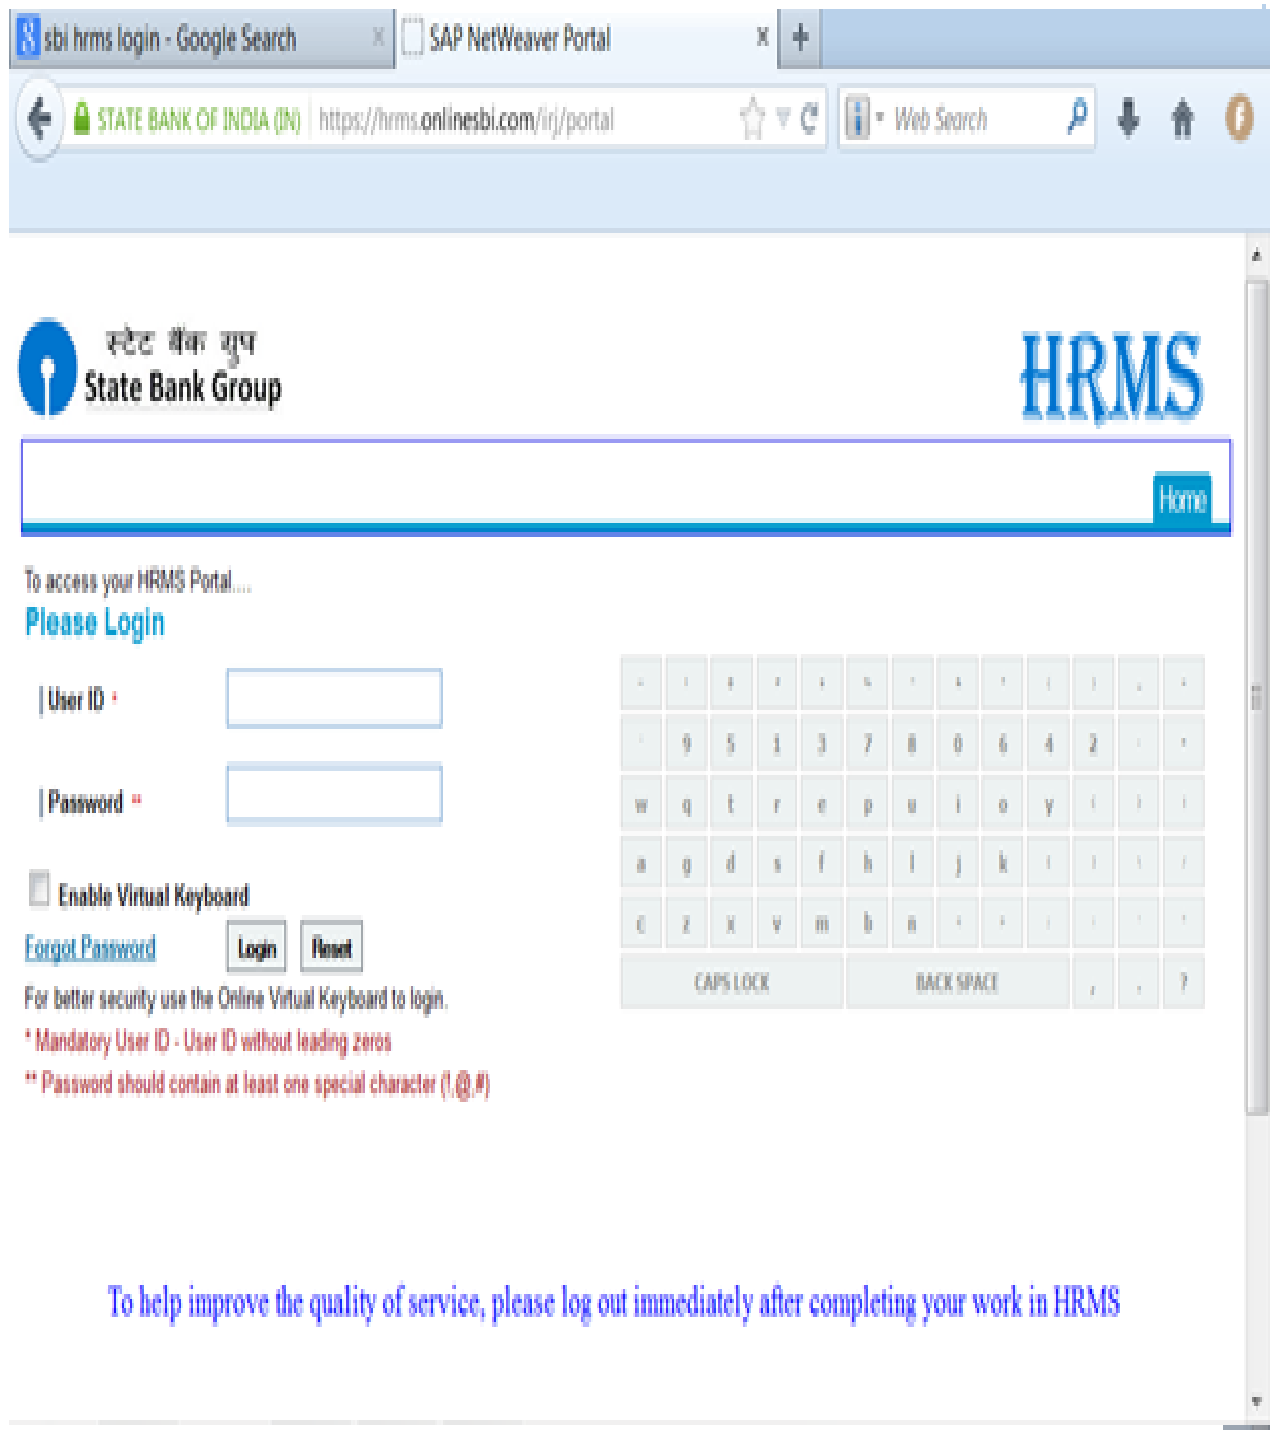 sbi hrms login - Google Search
SAP NetWeaver Portal
STATE BANK OF INDIA (IN)
https://hrms.onlinesbi.com/irj/portal
Web Search
स्टेट बैंक ग्रुप
State Bank Group
HRMS
Home
To access your HRMS Portal....
Please Login
User ID *
Password **
Enable Virtual Keyboard
Forgot Password
Login
Reset
For better security use the Online Virtual Keyboard to login.
* Mandatory User ID - User ID without leading zeros
** Password should contain at least one special character (!,@,#)
9 5 1 3 7 8 0 6 4 2
w q t r e p u i o y
a g d s f h l j k
c z x v m b n
CAPS LOCK BACK SPACE , . ?
To help improve the quality of service, please log out immediately after completing your work in HRMS